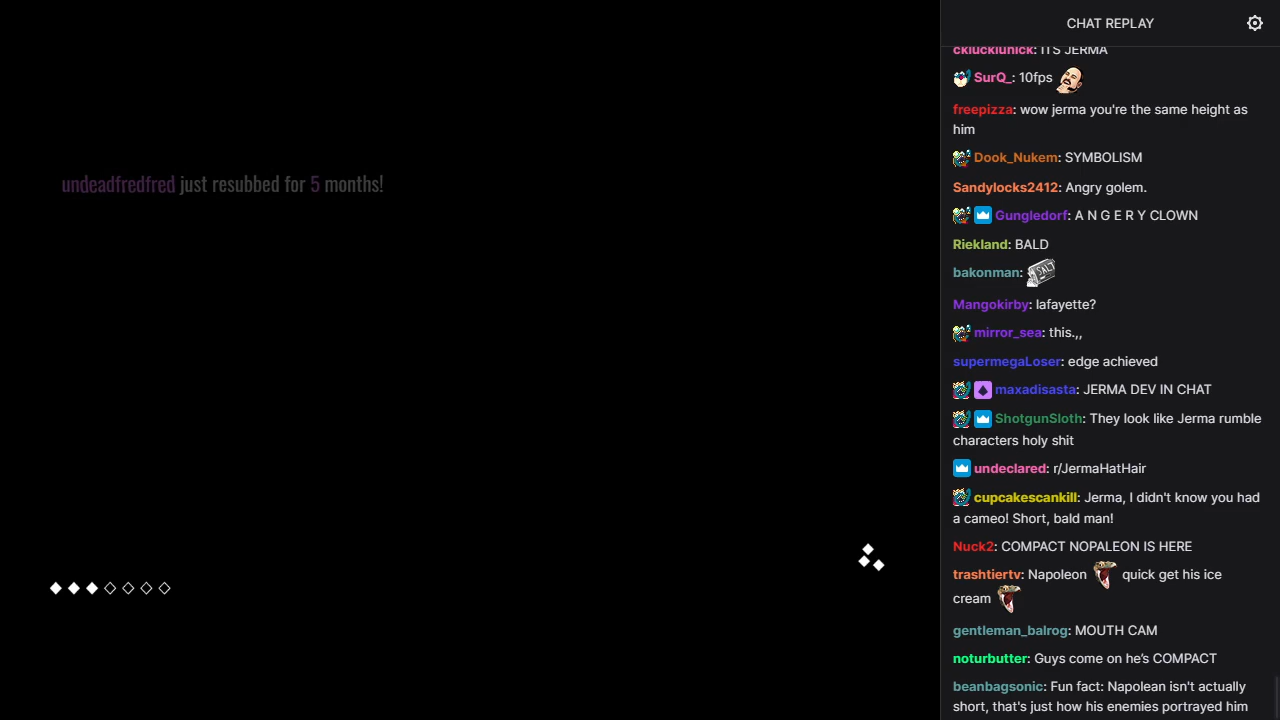 undeadfredfred just resubbed for 5 months!
CHAT REPLAY
cklucklunick: ITS JERMA
SurQ_: 10fps
freepizza: wow jerma you're the same height as
him
Dook_Nukem: SYMBOLISM
Sandylocks2412: Angry golem.
Gungledorf: A N G E R Y CLOWN
Riekland: BALD
bakonman:
SALT
Mangokirby: lafayette?
mirror_sea: this.,,
supermegaLoser: edge achieved
maxadisasta: JERMA DEV IN CHAT
ShotgunSloth: They look like Jerma rumble
characters holy shit
undeclared: r/JermaHatHair
cupcakescankill: Jerma, I didn't know you had
a cameo! Short, bald man!
Nuck2: COMPACT NOPALEON IS HERE
trashtiertv: Napoleon quick get his ice
cream
gentleman_balrog: MOUTH CAM
noturbutter: Guys come on he's COMPACT
beanbagsonic: Fun fact: Napolean isn't actually
short, that's just how his enemies portrayed him